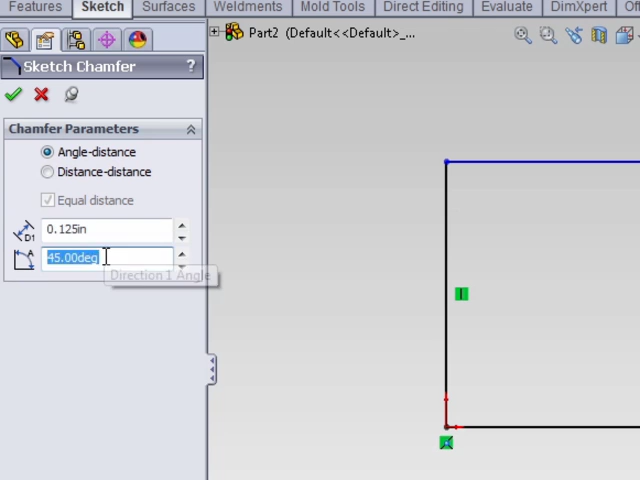 Features Sketch Surfaces Weldments Mold Tools Direct Editing Evaluate DimXpert
Part2 (Default<<Default>_...
Sketch Chamfer ?
Chamfer Parameters
Angle-distance
Distance-distance
Equal distance
D1 0.125in
A 45.00deg
Direction 1 Angle